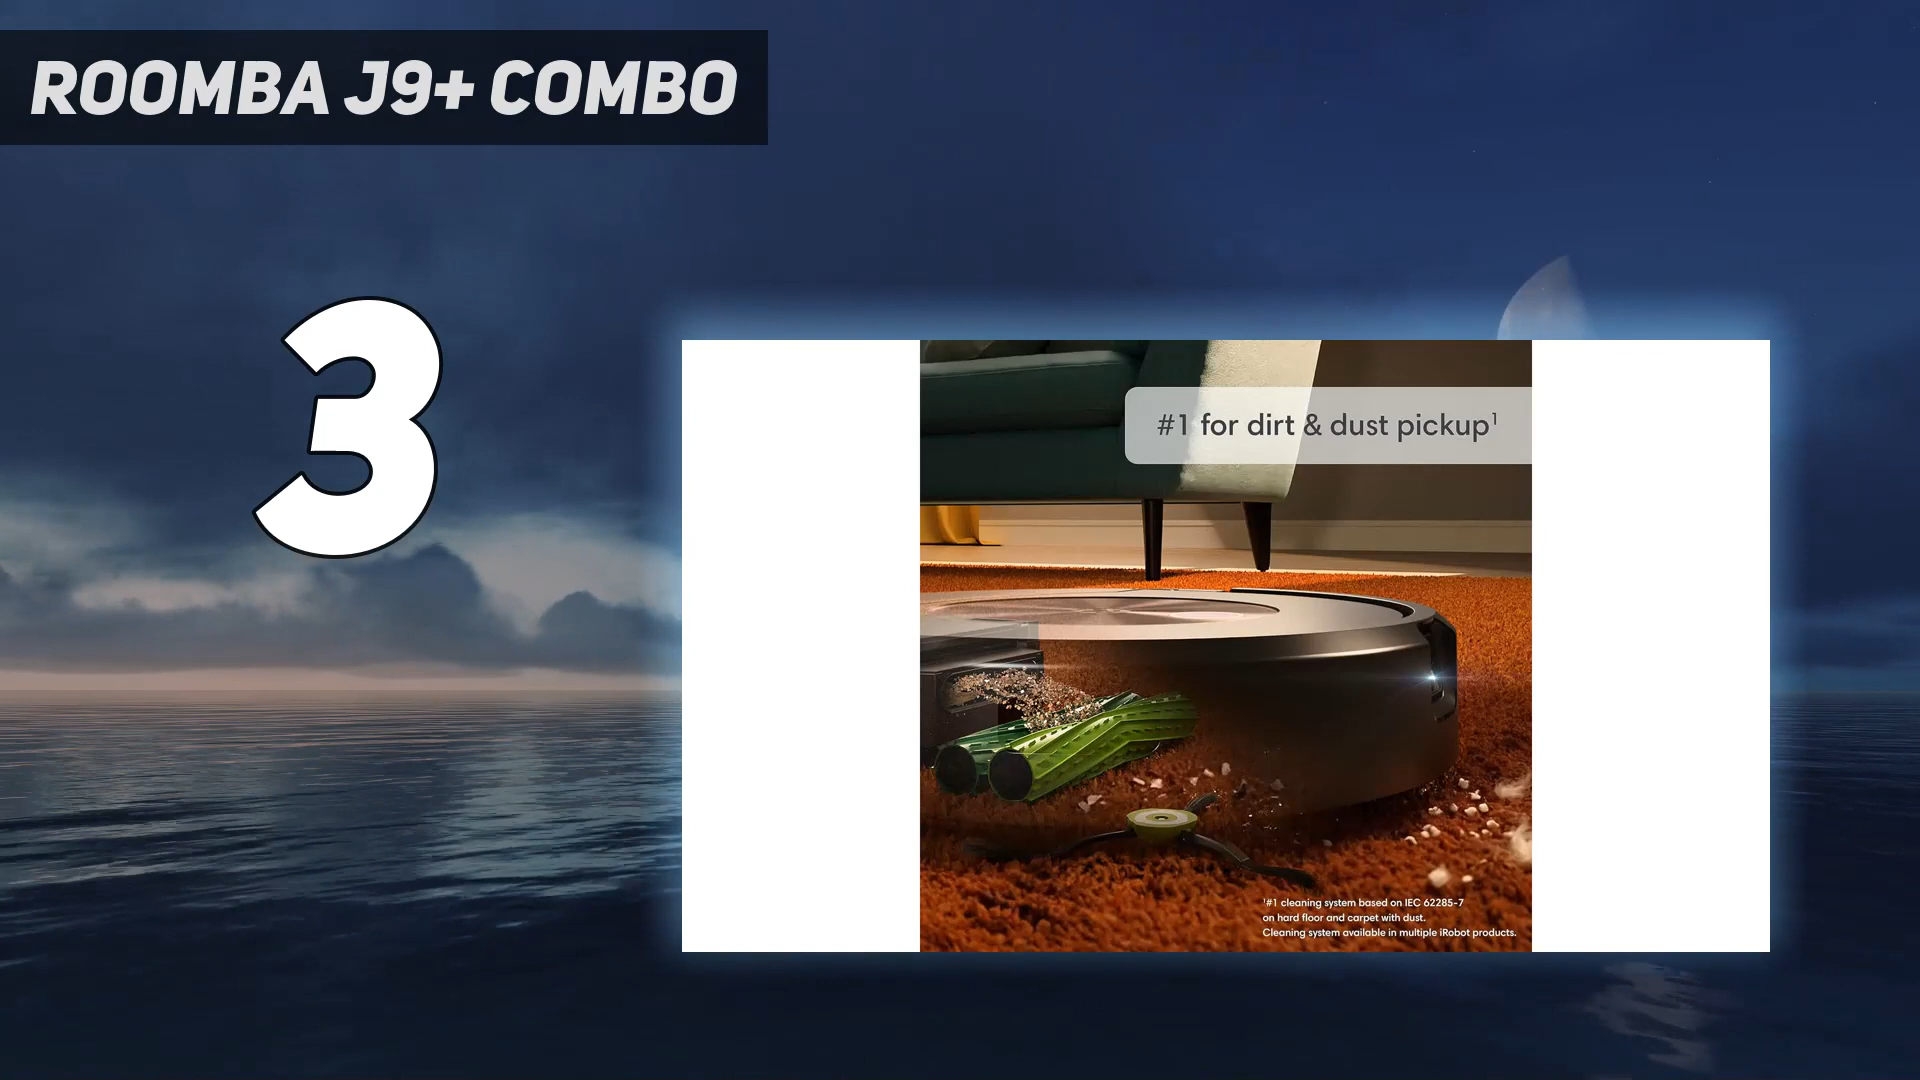 ROOMBA J9+ COMBO
3
#1 for dirt & dust pickup¹
¹#1 cleaning system based on IEC 62285-7
on hard floor and carpet with dust.
Cleaning system available in multiple iRobot products.